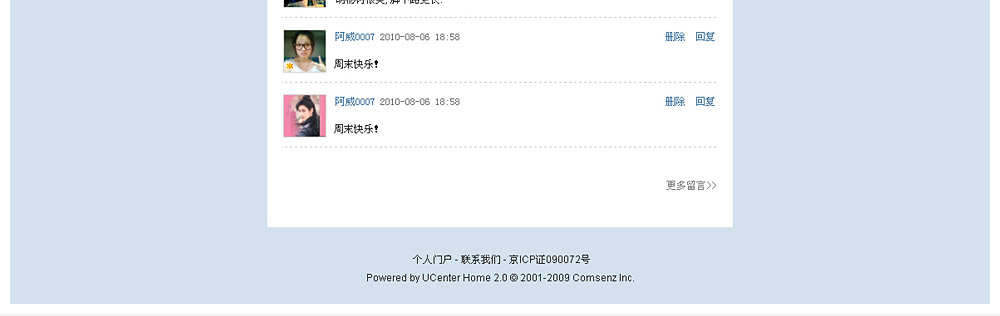 阿威0007 2010-08-06 18:58 删除 回复
周末快乐!
阿威0007 2010-08-06 18:58 删除 回复
周末快乐!
更多留言>>
个人门户 - 联系我们 - 京ICP证090072号
Powered by UCenter Home 2.0 © 2001-2009 Comsenz Inc.